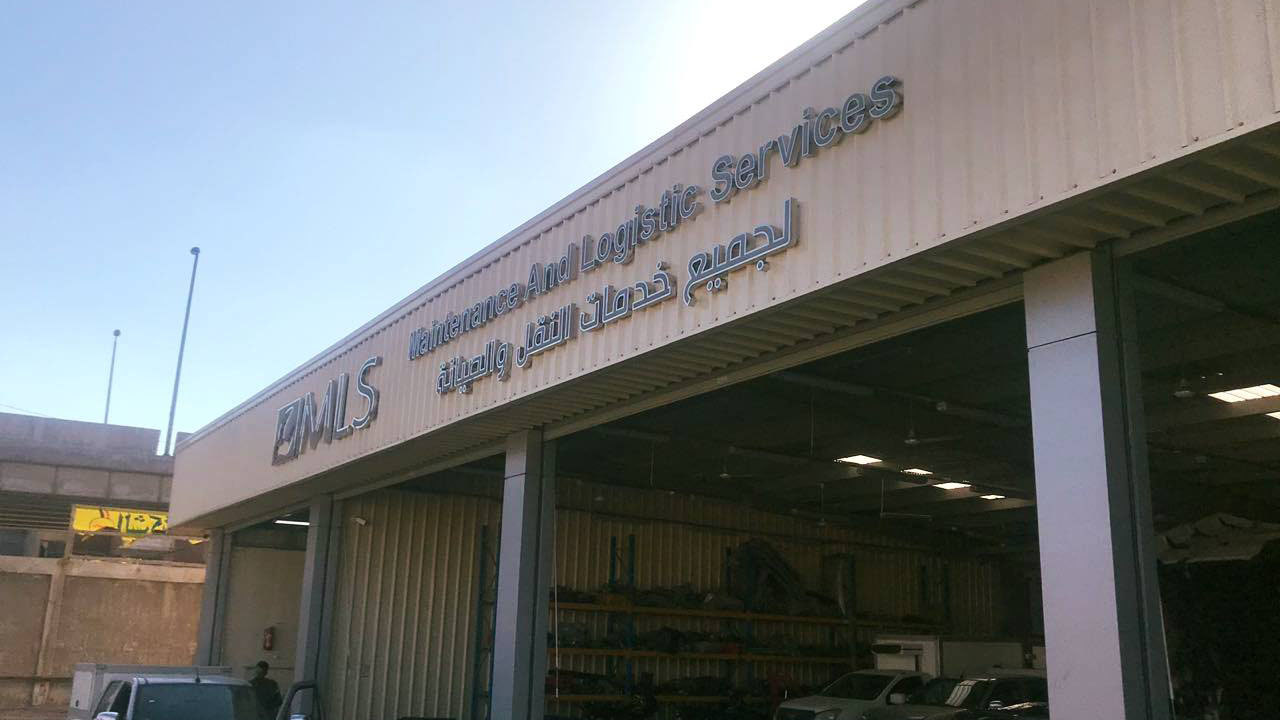 Maintenance And Logistic Services
لجميع خدمات النقل والصيانة
MLS